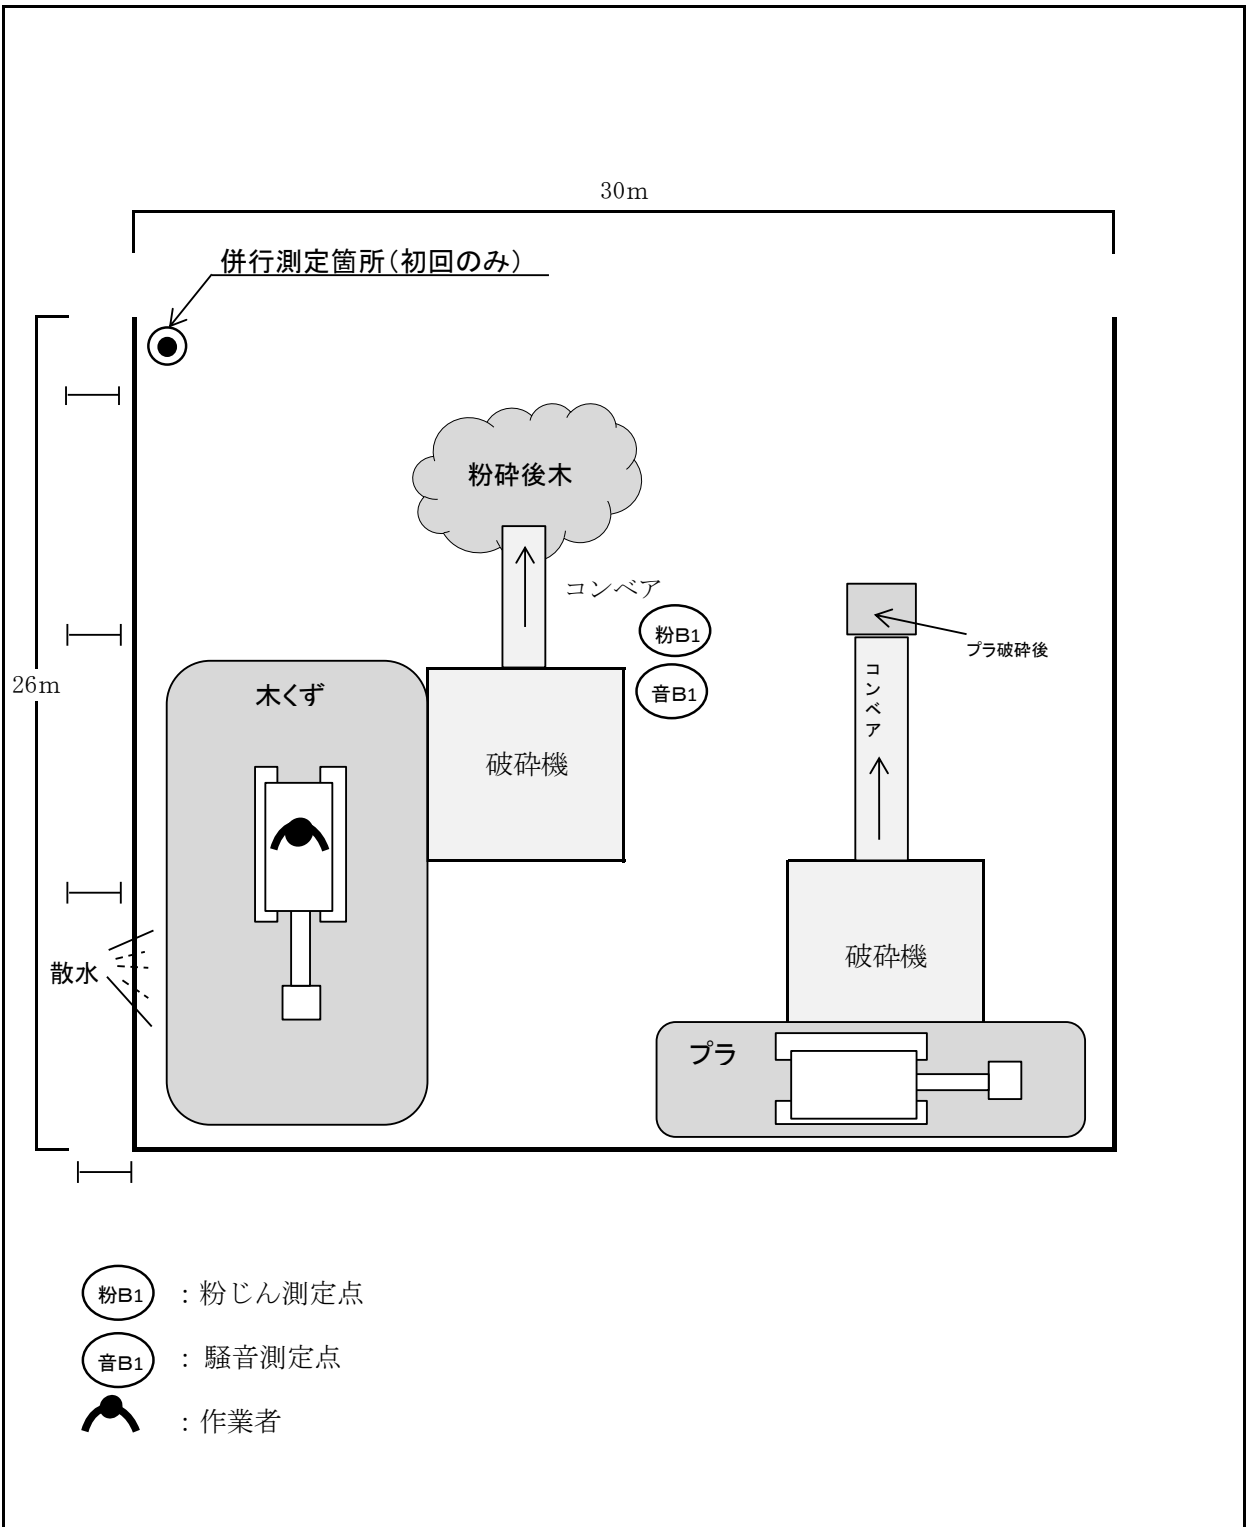 30m
併行測定箇所（初回のみ）
粉砕後木
コンベア
粉B1
プラ破砕後
コンベア
26m
木くず
音B1
破砕機
破砕機
散水
プラ
粉B1 : 粉じん測定点
音B1 : 騒音測定点
: 作業者